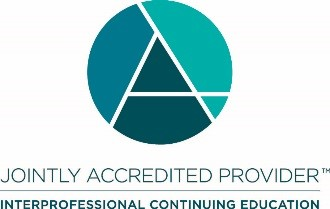 JOINTLY ACCREDITED PROVIDER™
INTERPROFESSIONAL CONTINUING EDUCATION